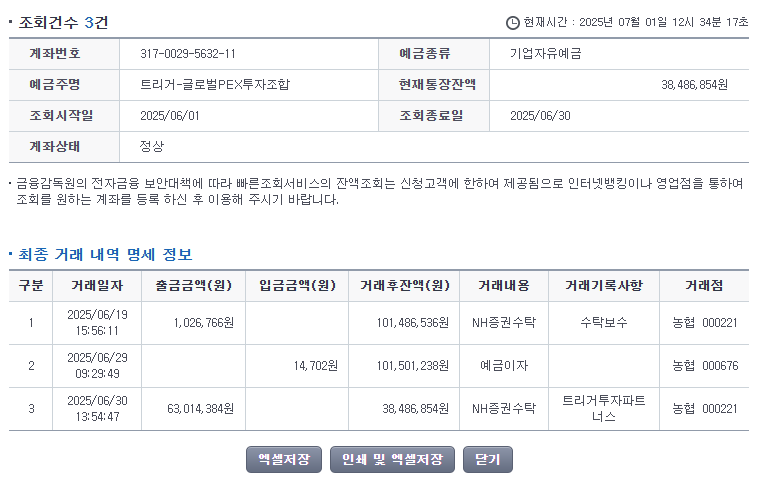 · 조회건수 3건
현재시간 : 2025년 07월 01일 12시 34분 17초
계좌번호 317-0029-5632-11 예금종류 기업자유예금
예금주명 트리거-글로벌PEX투자조합 현재통장잔액 38,486,854원
조회시작일 2025/06/01 조회종료일 2025/06/30
계좌상태 정상
· 금융감독원의 전자금융 보안대책에 따라 빠른조회서비스의 잔액조회는 신청고객에 한하여 제공됨으로 인터넷뱅킹이나 영업점을 통하여
조회를 원하는 계좌를 등록 하신 후 이용해 주시기 바랍니다.
· 최종 거래 내역 명세 정보
구분 거래일자 출금금액(원) 입금금액(원) 거래후잔액(원) 거래내용 거래기록사항 거래점
1 2025/06/19 15:56:11 1,026,766원 101,486,536원 NH증권수탁 수탁보수 농협 000221
2 2025/06/29 09:29:49 14,702원 101,501,238원 예금이자 농협 000676
3 2025/06/30 13:54:47 63,014,384원 38,486,854원 NH증권수탁 트리거투자파트너스 농협 000221
엑셀저장 인쇄 및 엑셀저장 닫기